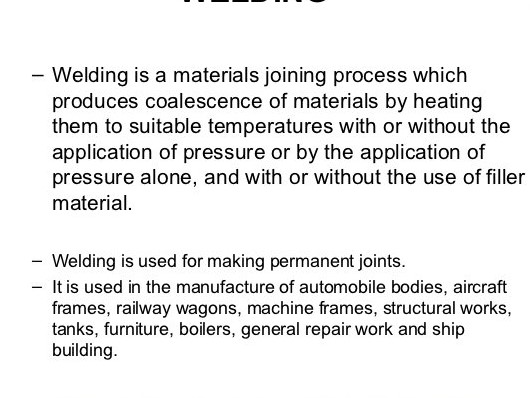 WELDING
– Welding is a materials joining process which
produces coalescence of materials by heating
them to suitable temperatures with or without the
application of pressure or by the application of
pressure alone, and with or without the use of filler
material.
– Welding is used for making permanent joints.
– It is used in the manufacture of automobile bodies, aircraft
frames, railway wagons, machine frames, structural works,
tanks, furniture, boilers, general repair work and ship
building.